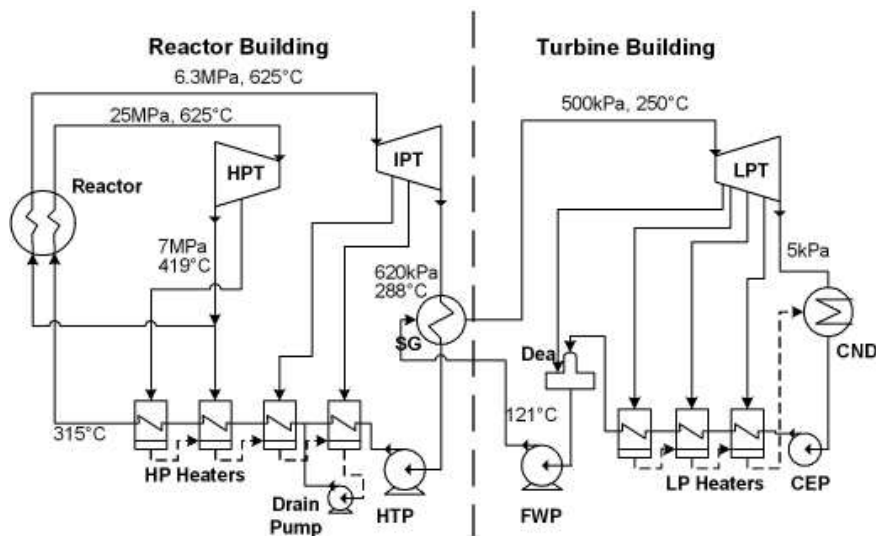 Reactor Building
Turbine Building
6.3MPa, 625°C
25MPa, 625°C
500kPa, 250°C
IPT
HPT
LPT
Reactor
7MPa
419°C
620kPa
288°C
5kPa
SG
Dea
CND
315°C
121°C
HP Heaters
Drain
Pump
HTP
FWP
LP Heaters
CEP